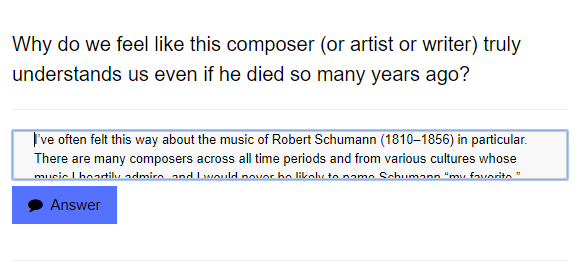 Why do we feel like this composer (or artist or writer) truly
understands us even if he died so many years ago?
I've often felt this way about the music of Robert Schumann (1810–1856) in particular.
There are many composers across all time periods and from various cultures whose
music I heartily admire, and I would never be likely to name Schumann “my favorite.”
Answer